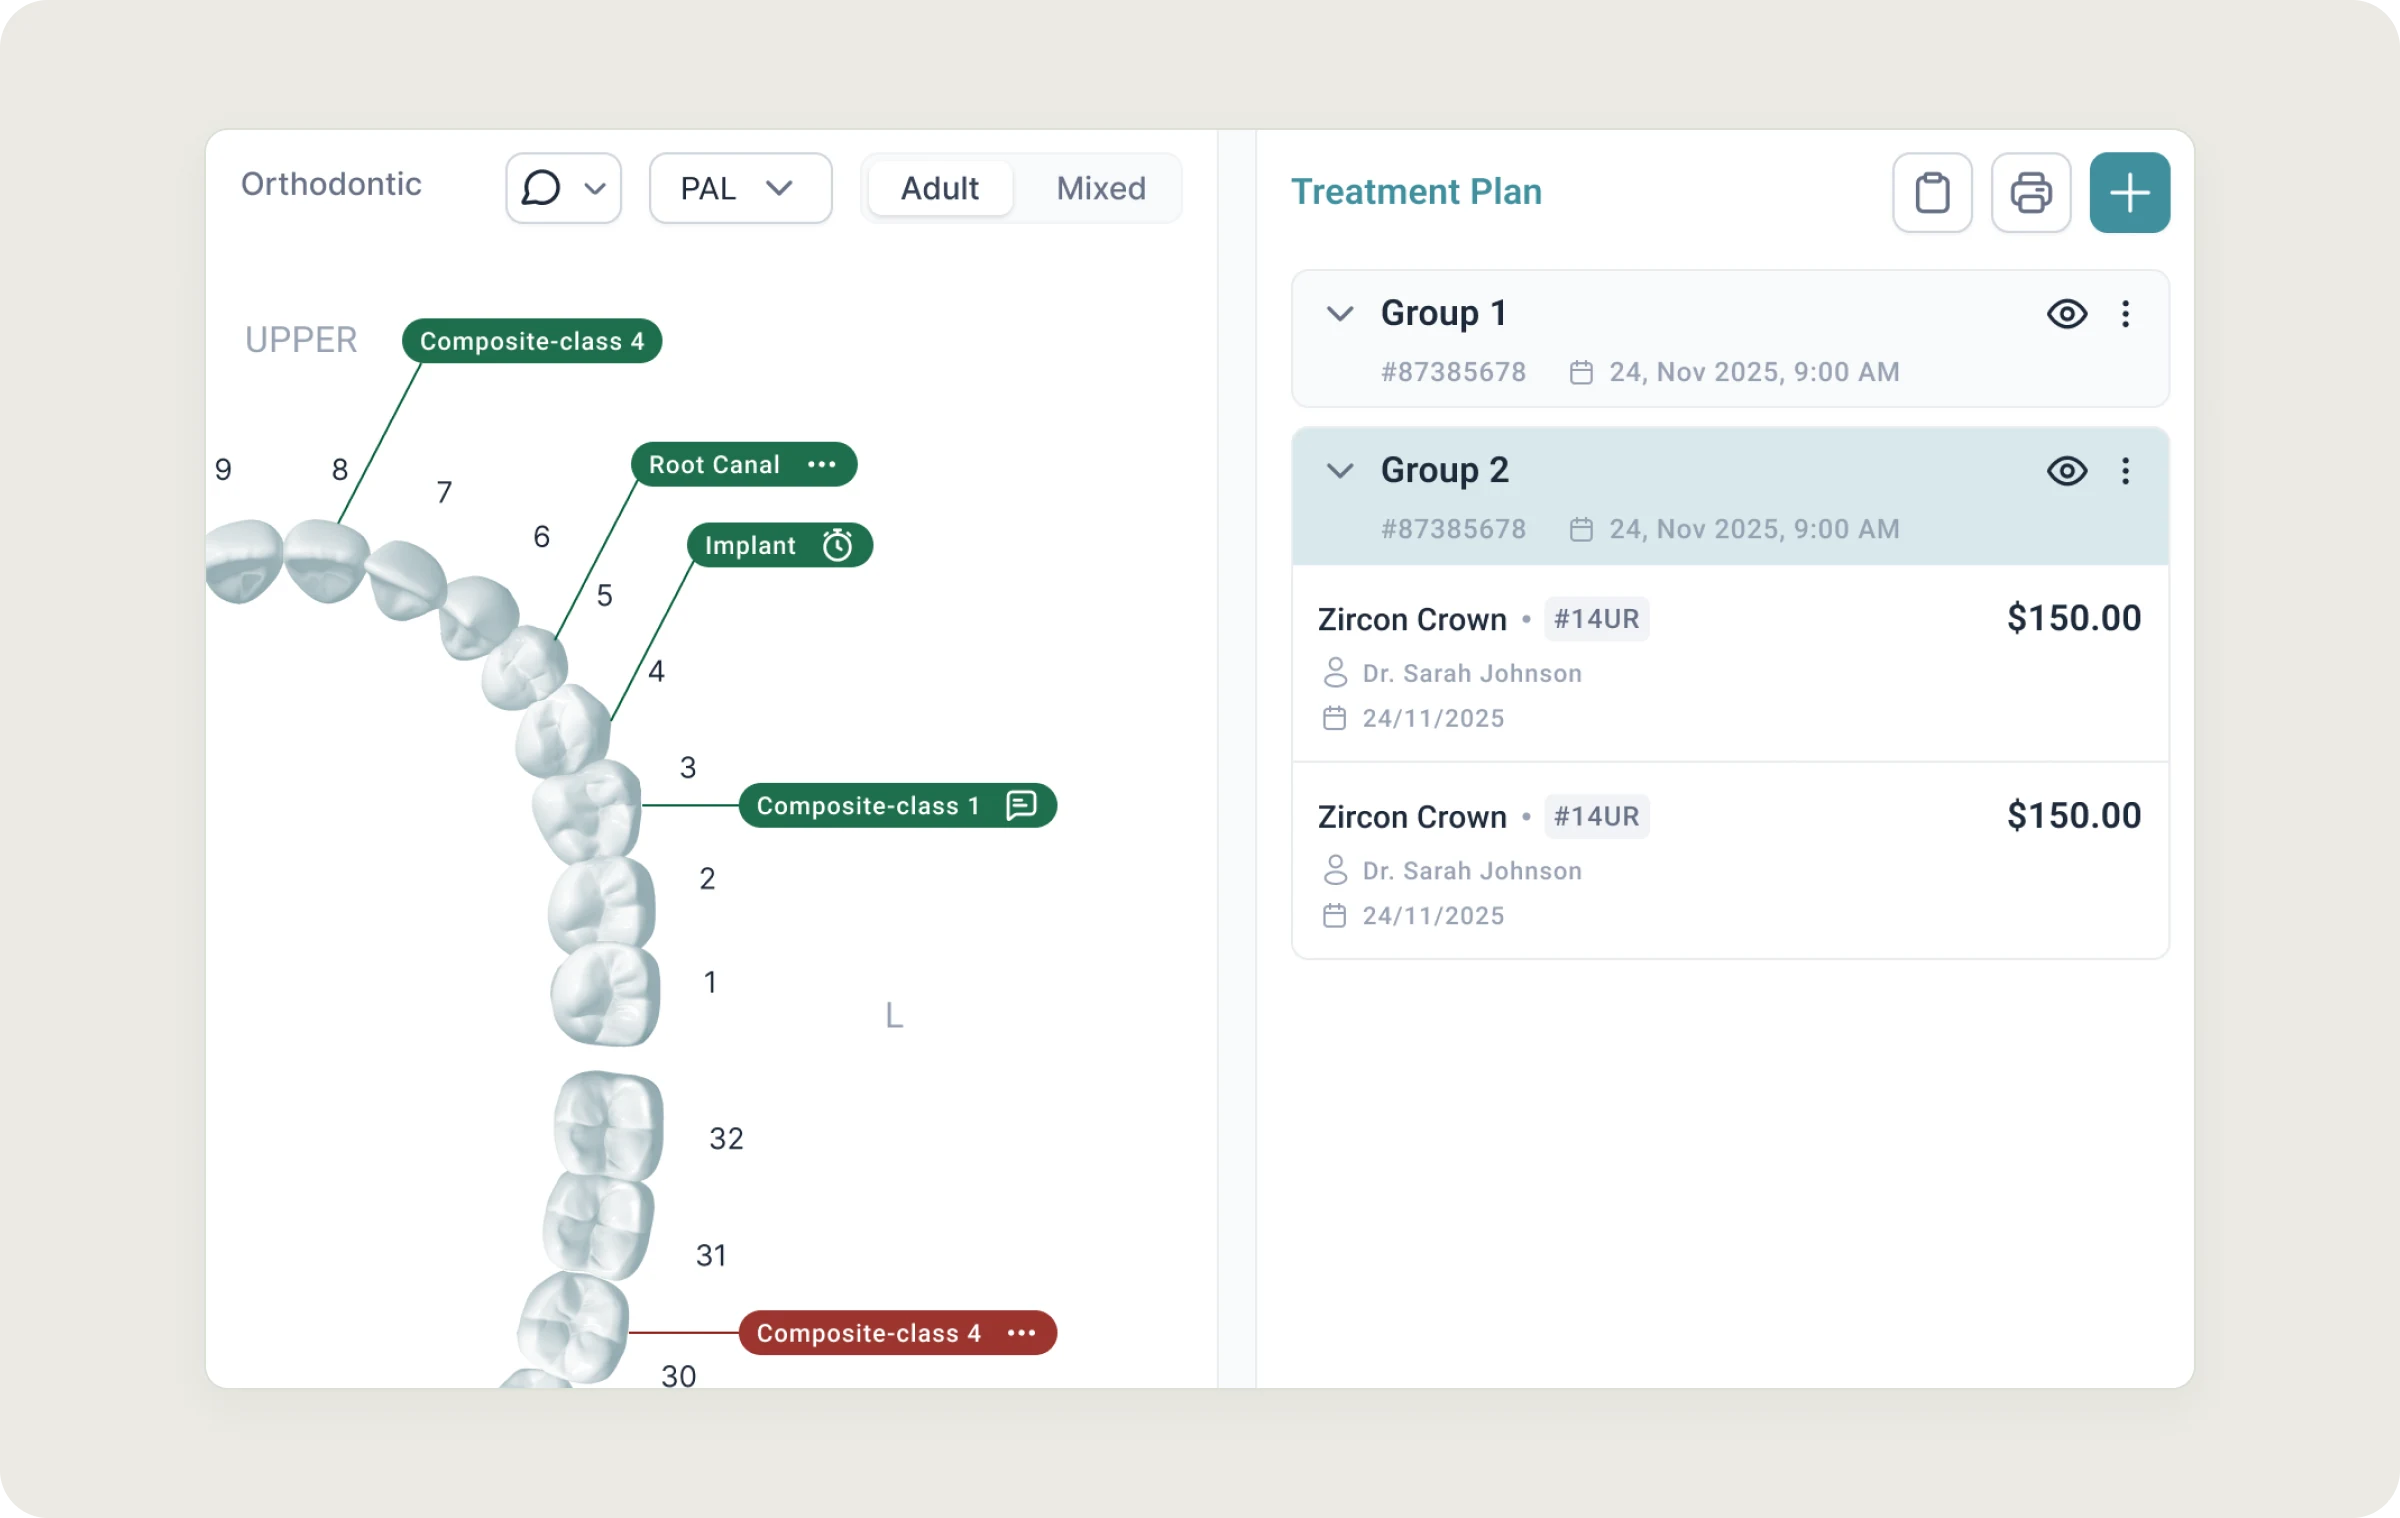 Orthodontic
PAL
Adult
Mixed
UPPER
Composite-class 4
9
8
7
Root Canal
6
Implant
5
4
3
Composite-class 1
2
1
L
32
31
Composite-class 4
30
Treatment Plan
Group 1
#87385678 24, Nov 2025, 9:00 AM
Group 2
#87385678 24, Nov 2025, 9:00 AM
Zircon Crown • #14UR $150.00
Dr. Sarah Johnson
24/11/2025
Zircon Crown • #14UR $150.00
Dr. Sarah Johnson
24/11/2025